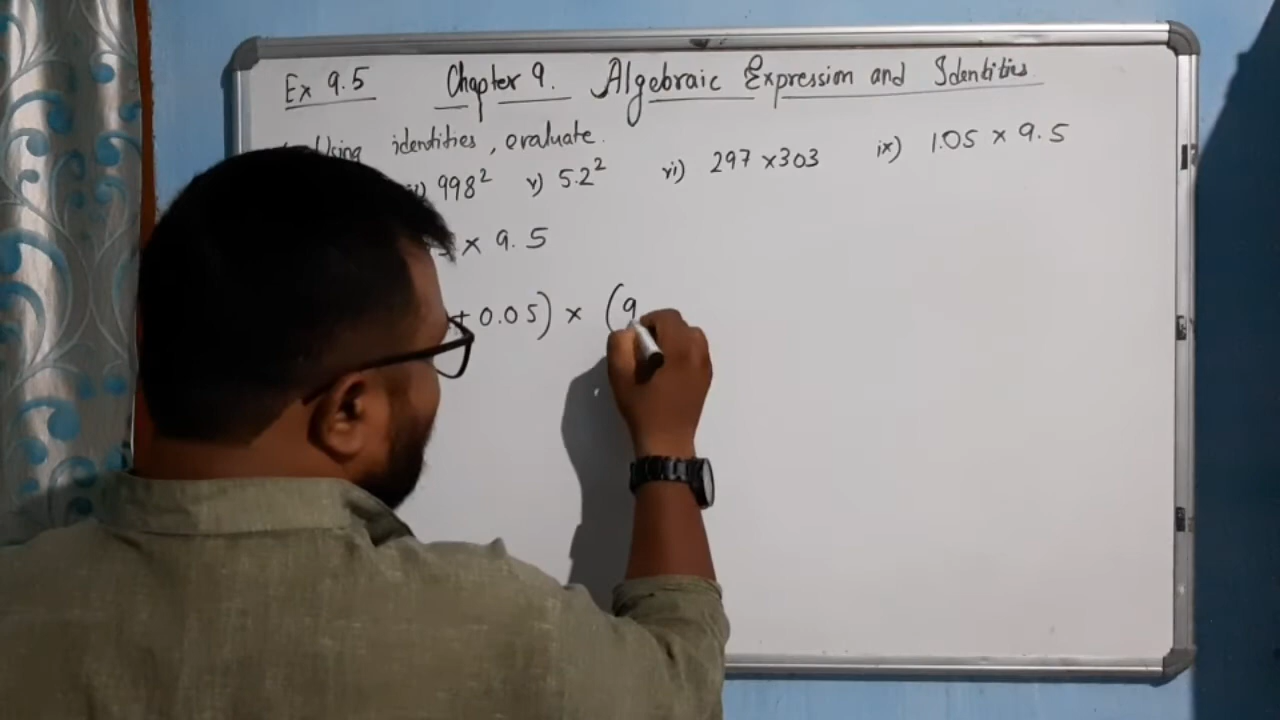 Ex 9.5 Chapter 9. Algebraic Expression and Identities
Using identities, evaluate.
998² v) 5.2² vi) 297 ×303 ix) 1.05 × 9.5
× 9.5
+ 0.05) × (9